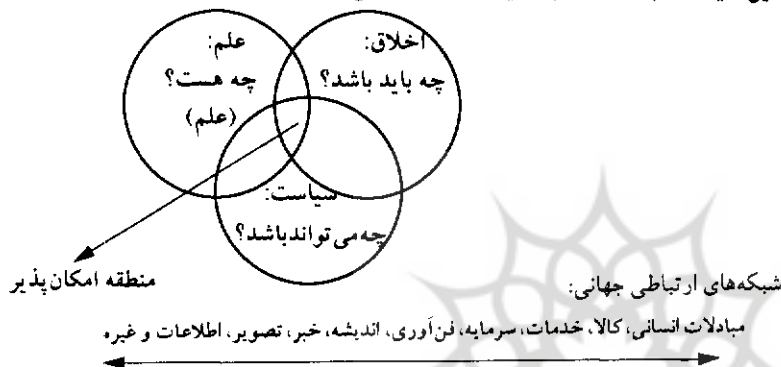 اخلاق:
چه باید باشد؟
علم:
چه هست؟
(علم)
سیاست:
چه می‌تواند باشد؟
منطقه امکان‌پذیر
شبکه‌های ارتباطی جهانی:
مبادلات انسانی، کالا، خدمات، سرمایه، فن‌آوری، اندیشه، خبر، تصویر، اطلاعات و غیره